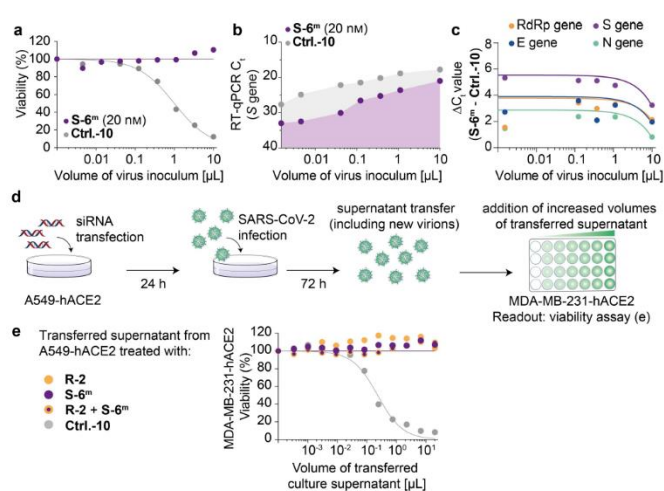 a
Viability (%)
120
100
80
60
40
20
0
S-6ᵐ (20 nM)
Ctrl.-10
0.01
0.1
1
10
Volume of virus inoculum [µL]
b
S-6ᵐ (20 nM)
Ctrl.-10
RT-qPCR Cₜ
(S gene)
10
20
30
40
0.01
0.1
1
10
Volume of virus inoculum [µL]
c
RdRp gene
S gene
E gene
N gene
ΔCₜ value
(S-6ᵐ - Ctrl.-10)
8
6
4
2
0
0.01
0.1
1
10
Volume of virus inoculum [µL]
d
siRNA
transfection
A549-hACE2
24 h
SARS-CoV-2
infection
72 h
supernatant transfer
(including new virions)
addition of increased volumes
of transferred supernatant
MDA-MB-231-hACE2
Readout: viability assay (e)
e
Transferred supernatant from
A549-hACE2 treated with:
R-2
S-6ᵐ
R-2 + S-6ᵐ
Ctrl.-10
MDA-MB-231-hACE2
Viability (%)
120
100
80
60
40
20
0
10⁻³
10⁻²
10⁻¹
10⁰
10¹
Volume of transferred
culture supernatant [µL]